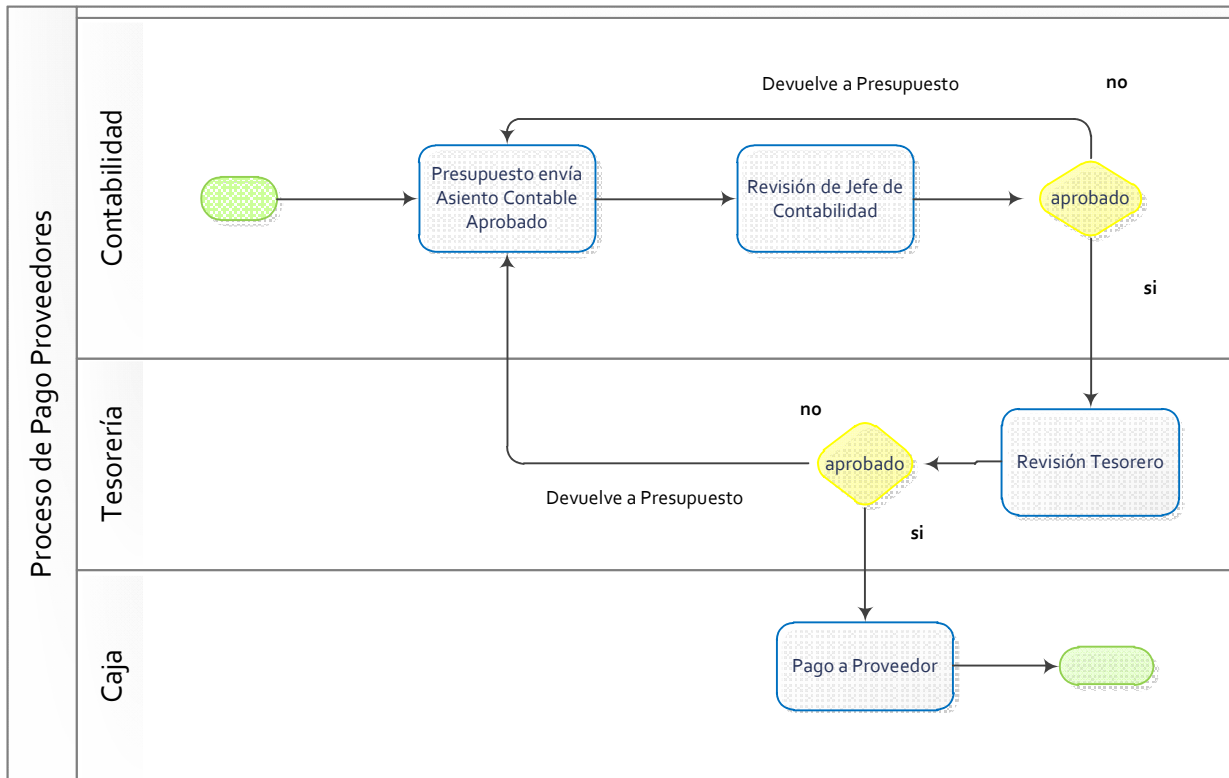 Proceso de Pago Proveedores
Contabilidad
Devuelve a Presupuesto
no
Presupuesto envía
Asiento Contable
Aprobado
Revisión de Jefe de
Contabilidad
aprobado
si
Tesorería
no
aprobado
Revisión Tesorero
Devuelve a Presupuesto
si
Caja
Pago a Proveedor